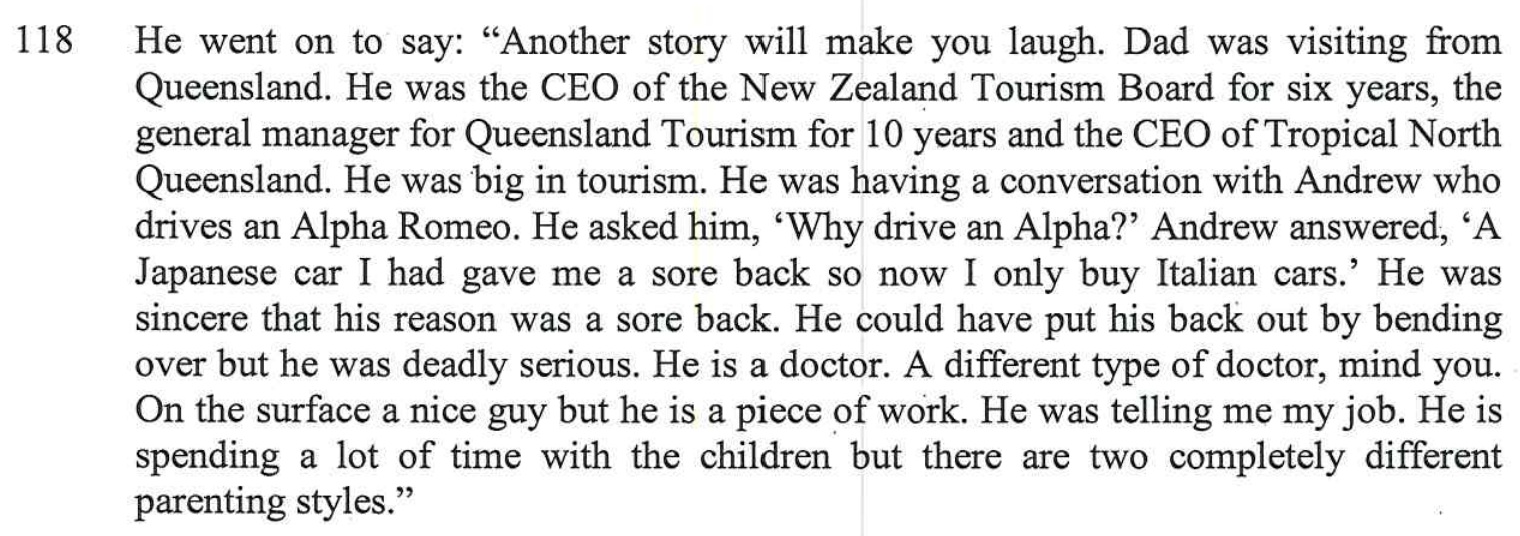 118 He went on to say: “Another story will make you laugh. Dad was visiting from
Queensland. He was the CEO of the New Zealand Tourism Board for six years, the
general manager for Queensland Tourism for 10 years and the CEO of Tropical North
Queensland. He was big in tourism. He was having a conversation with Andrew who
drives an Alpha Romeo. He asked him, ‘Why drive an Alpha?’ Andrew answered, ‘A
Japanese car I had gave me a sore back so now I only buy Italian cars.’ He was
sincere that his reason was a sore back. He could have put his back out by bending
over but he was deadly serious. He is a doctor. A different type of doctor, mind you.
On the surface a nice guy but he is a piece of work. He was telling me my job. He is
spending a lot of time with the children but there are two completely different
parenting styles.”